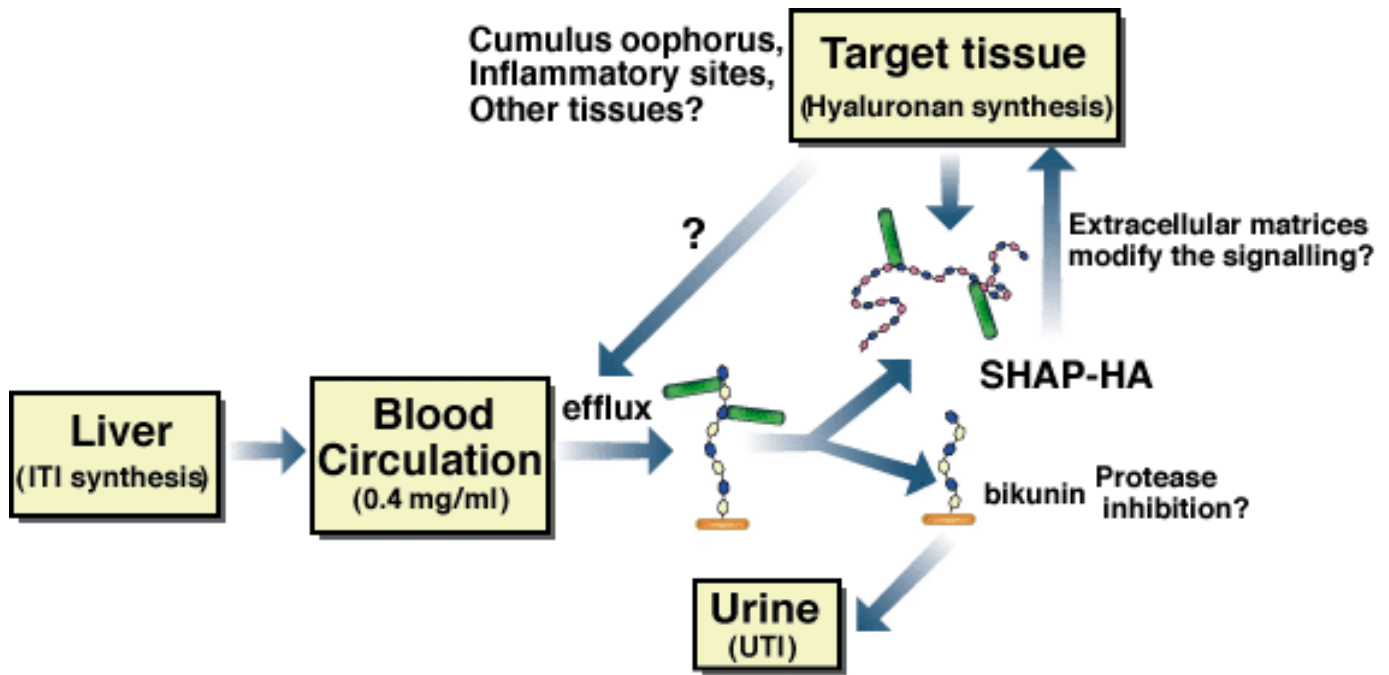 Cumulus oophorus,
Inflammatory sites,
Other tissues?
Target tissue
(Hyaluronan synthesis)
?
Extracellular matrices
modify the signalling?
SHAP-HA
Liver
(ITI synthesis)
Blood
Circulation
(0.4 mg/ml)
efflux
bikunin
Protease
inhibition?
Urine
(UTI)